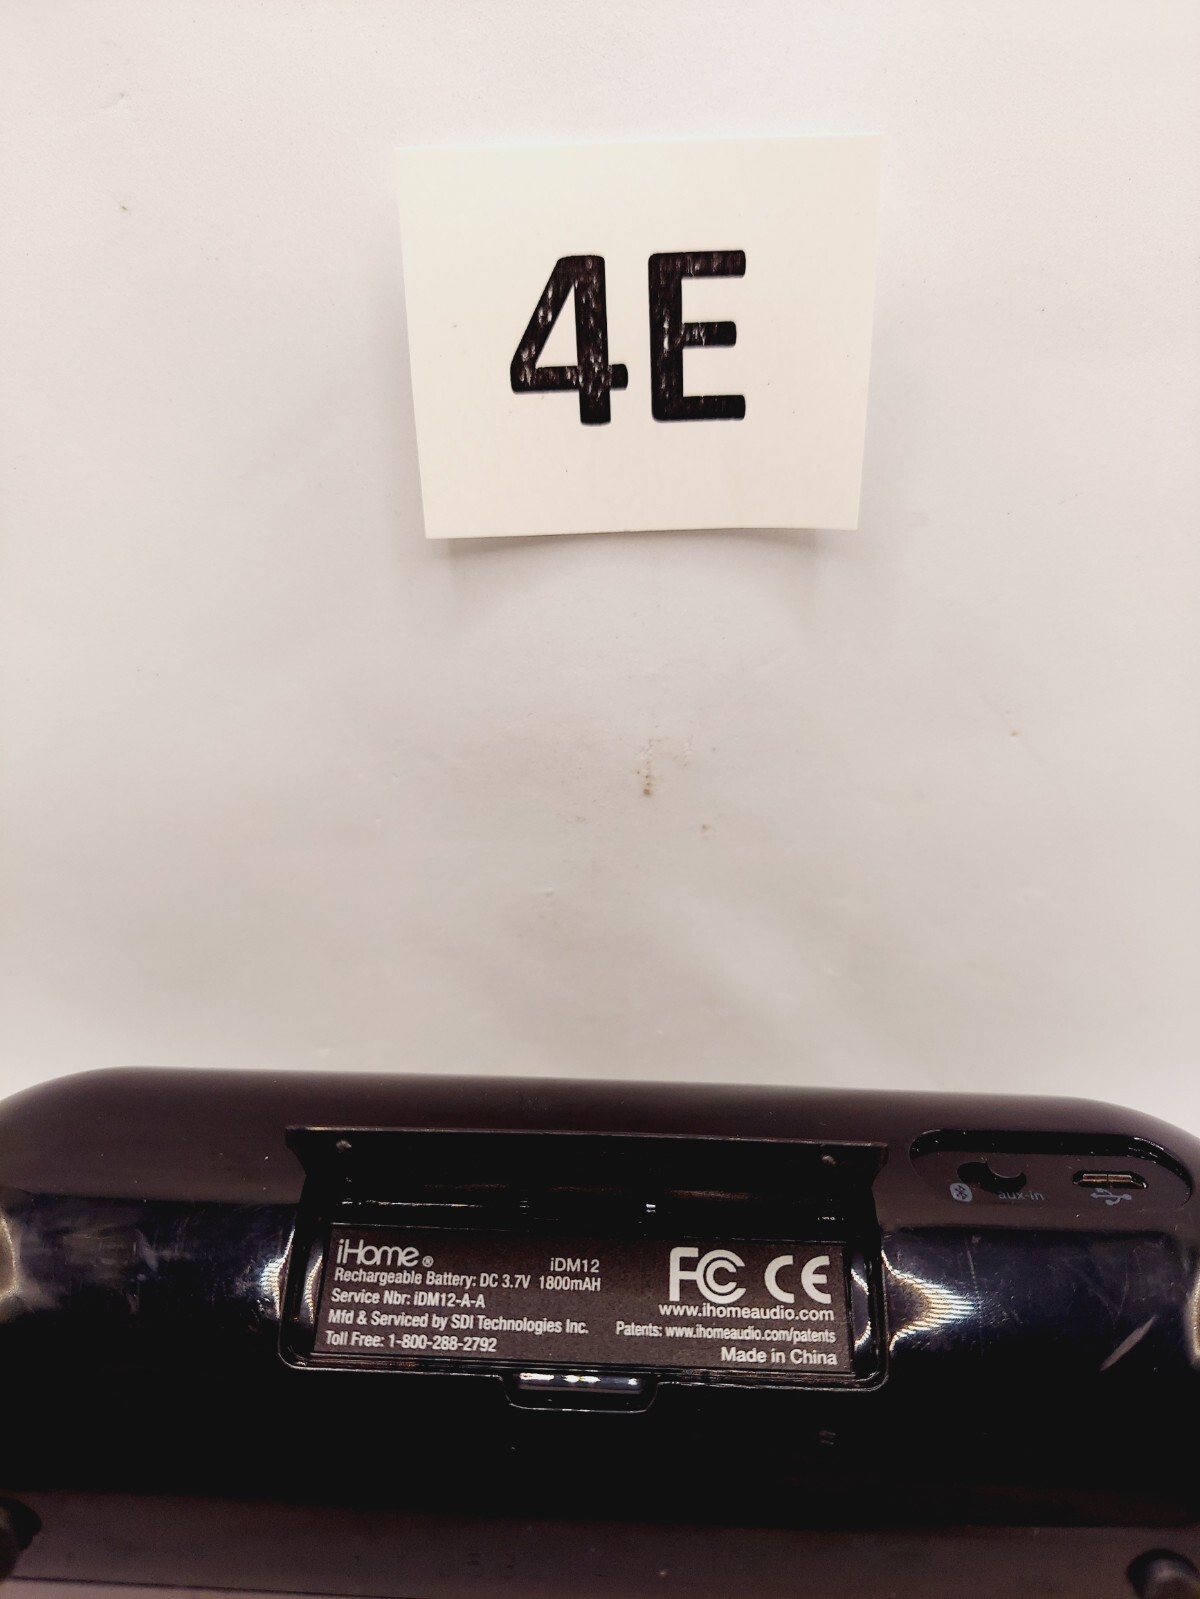 4E
aux-in
iHome®
iDM12
Rechargeable Battery: DC 3.7V 1800mAH
Service Nbr: iDM12-A-A
Mfd & Serviced by SDI Technologies Inc.
Toll Free: 1-800-288-2792
FC CE
www.ihomeaudio.com
Patents: www.ihomeaudio.com/patents
Made in China